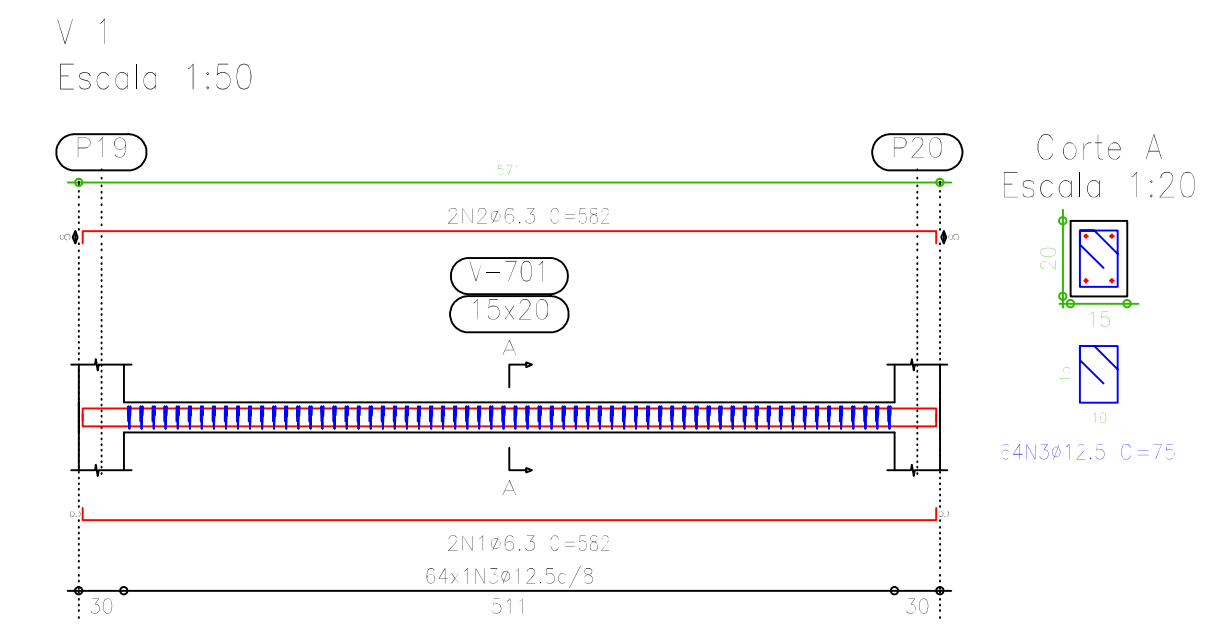 V 1
Escala 1:50
P19
P20
571
2N2ø6.3 C=582
V-701
15x20
A
A
2N1ø6.3 C=582
64x1N3ø12.5c/8
30
511
30
Corte A
Escala 1:20
20
15
15
10
64N3ø12.5 C=75